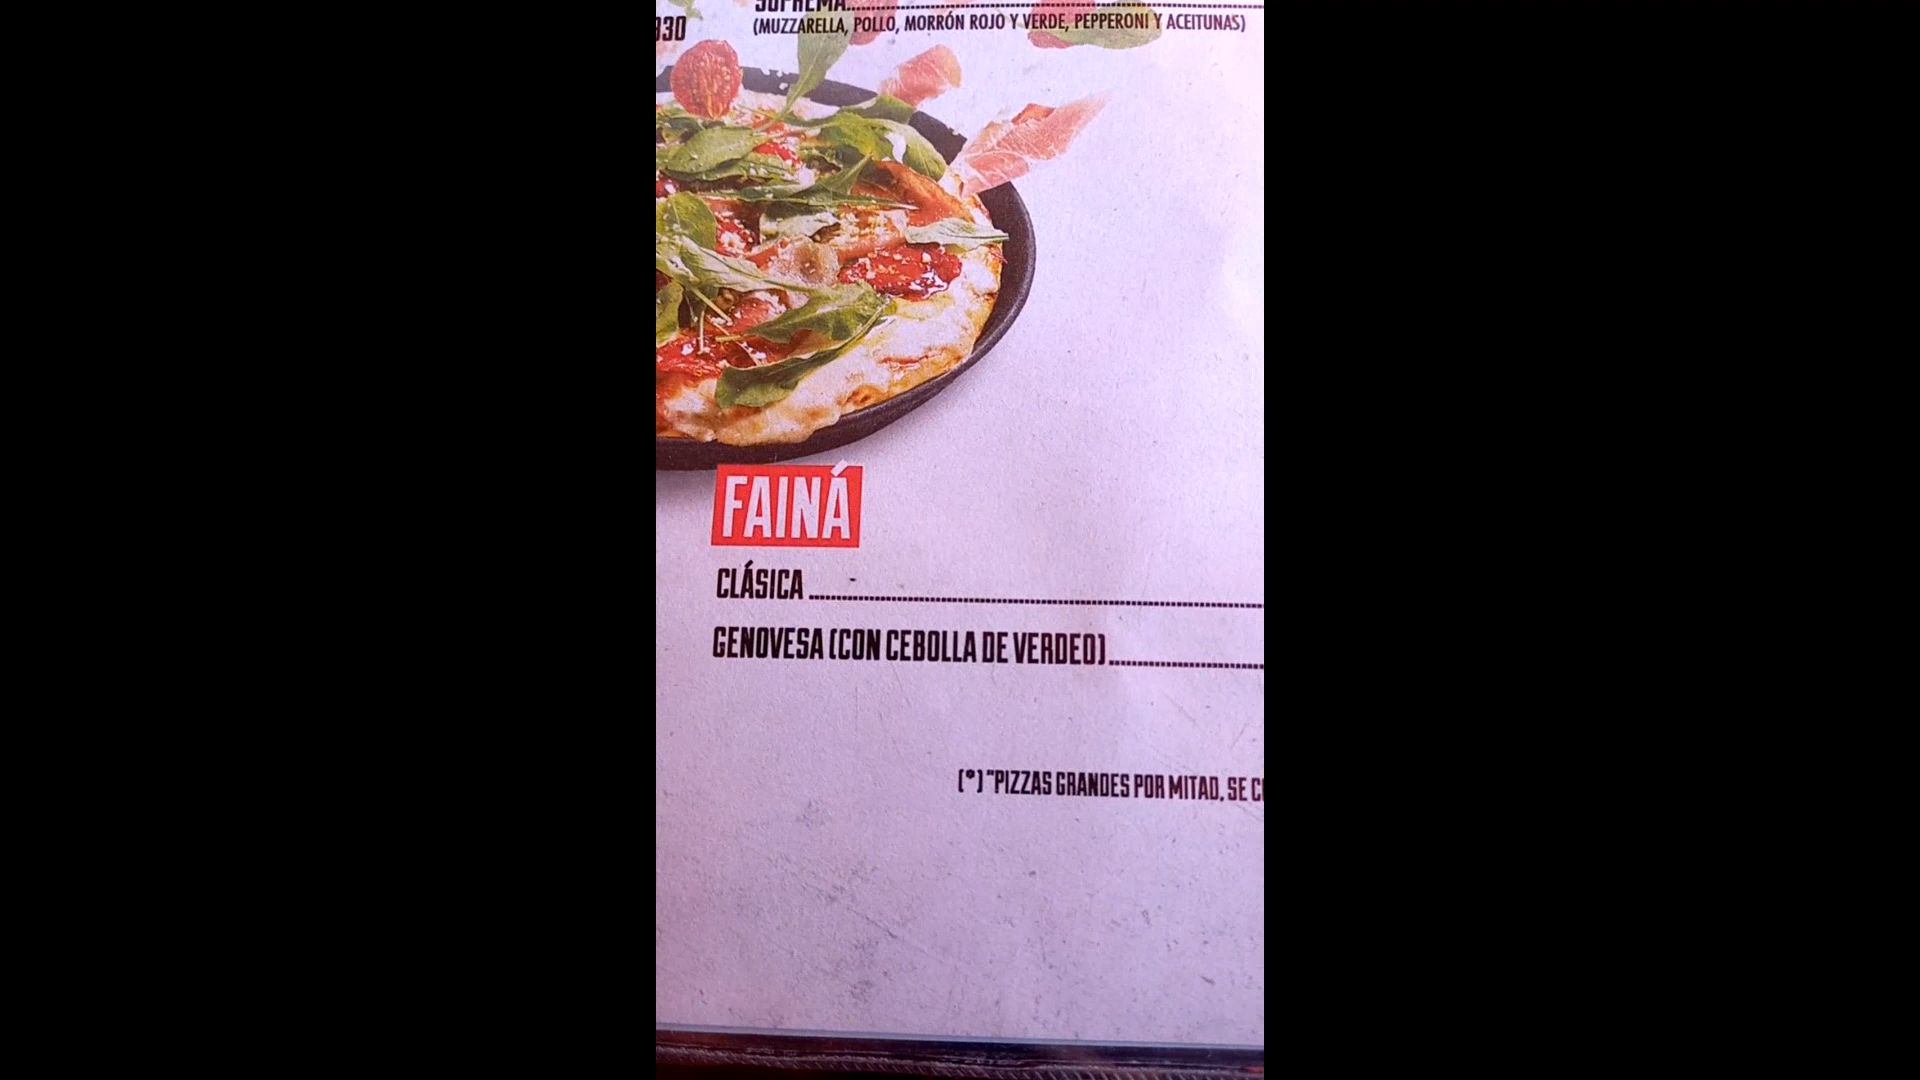 SUPREMA
(MUZZARELLA, POLLO, MORRÓN ROJO Y VERDE, PEPPERONI Y ACEITUNAS)
FAINÁ
CLÁSICA
GENOVESA (CON CEBOLLA DE VERDEO)
(*) "PIZZAS GRANDES POR MITAD, SE